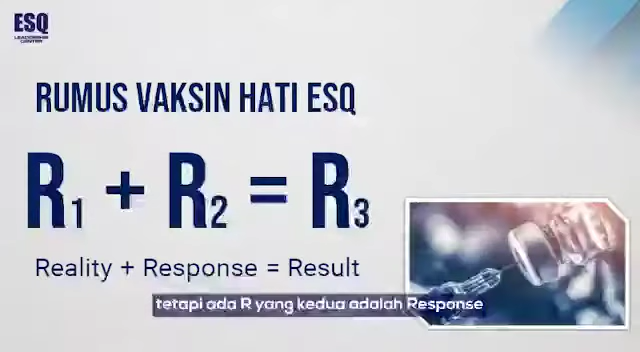 ESQ
LEADERSHIP
CENTER
RUMUS VAKSIN HATI ESQ
R1 + R2 = R3
Reality + Response = Result
tetapi ada R yang kedua adalah Response